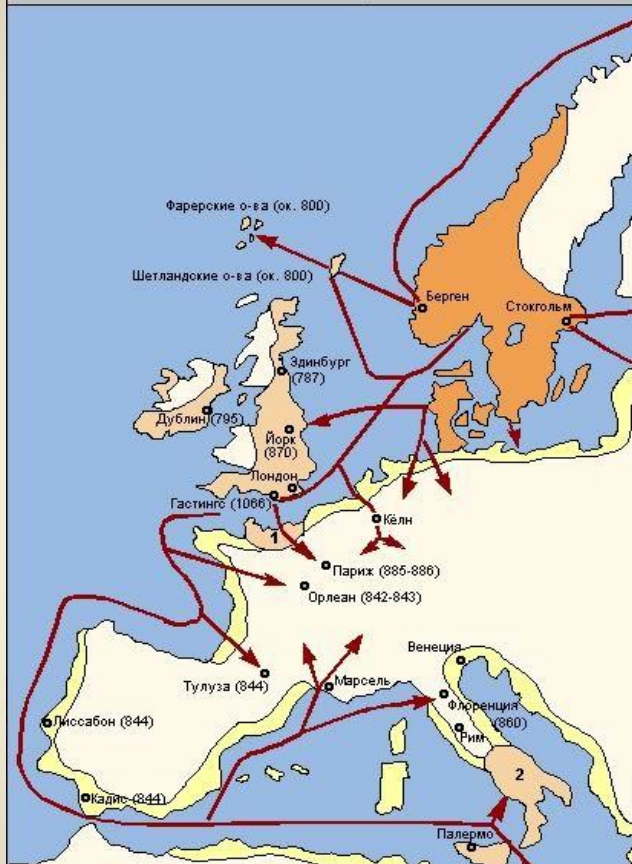 Фарерские о-ва (ок. 800)
Шетландские о-ва (ок. 800)
Берген
Стокгольм
Эдинбург
(787)
Дублин (795)
Йорк
(870)
Лондон
Гастингс (1066)
1
Кёлн
Париж (885-886)
Орлеан (842-843)
Венеция
Тулуза (844)
Марсель
Флоренция
(860)
Лиссабон (844)
Рим
2
Кадис (844)
Палермо